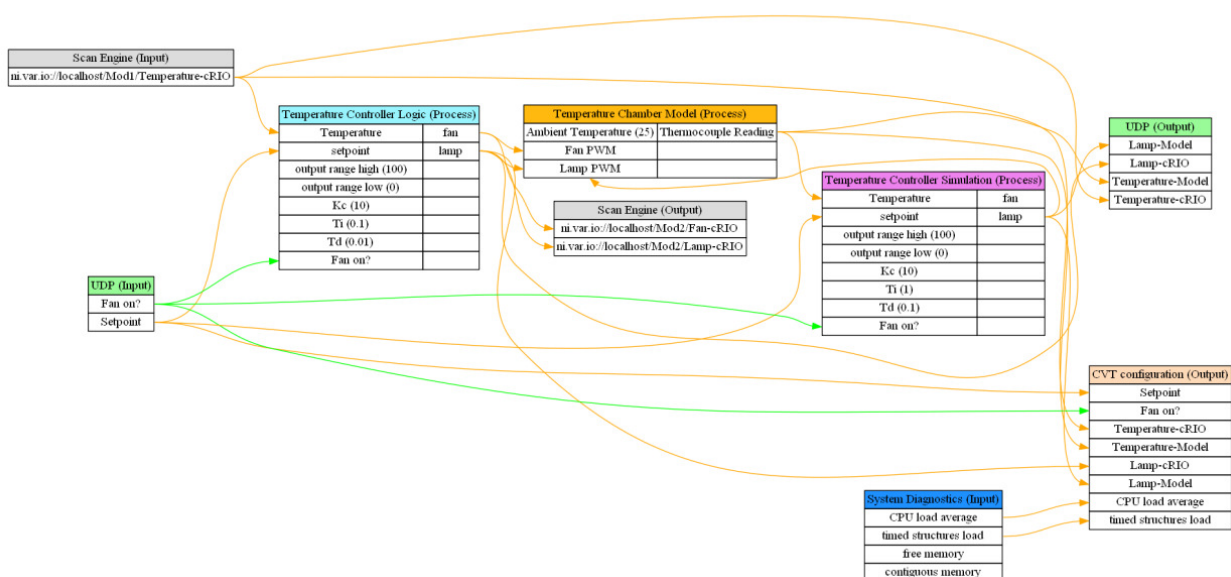 Scan Engine (Input)
ni.var.io://localhost/Mod1/Temperature-cRIO
Temperature Controller Logic (Process)
Temperature fan
setpoint lamp
output range high (100)
output range low (0)
Kc (10)
Ti (0.1)
Td (0.01)
Fan on?
Temperature Chamber Model (Process)
Ambient Temperature (25) Thermocouple Reading
Fan PWM
Lamp PWM
Scan Engine (Output)
ni.var.io://localhost/Mod2/Fan-cRIO
ni.var.io://localhost/Mod2/Lamp-cRIO
Temperature Controller Simulation (Process)
Temperature fan
setpoint lamp
output range high (100)
output range low (0)
Kc (10)
Ti (1)
Td (0.1)
Fan on?
UDP (Output)
Lamp-Model
Lamp-cRIO
Temperature-Model
Temperature-cRIO
UDP (Input)
Fan on?
Setpoint
CVT configuration (Output)
Setpoint
Fan on?
Temperature-cRIO
Temperature-Model
Lamp-cRIO
Lamp-Model
CPU load average
timed structures load
System Diagnostics (Input)
CPU load average
timed structures load
free memory
contiguous memory